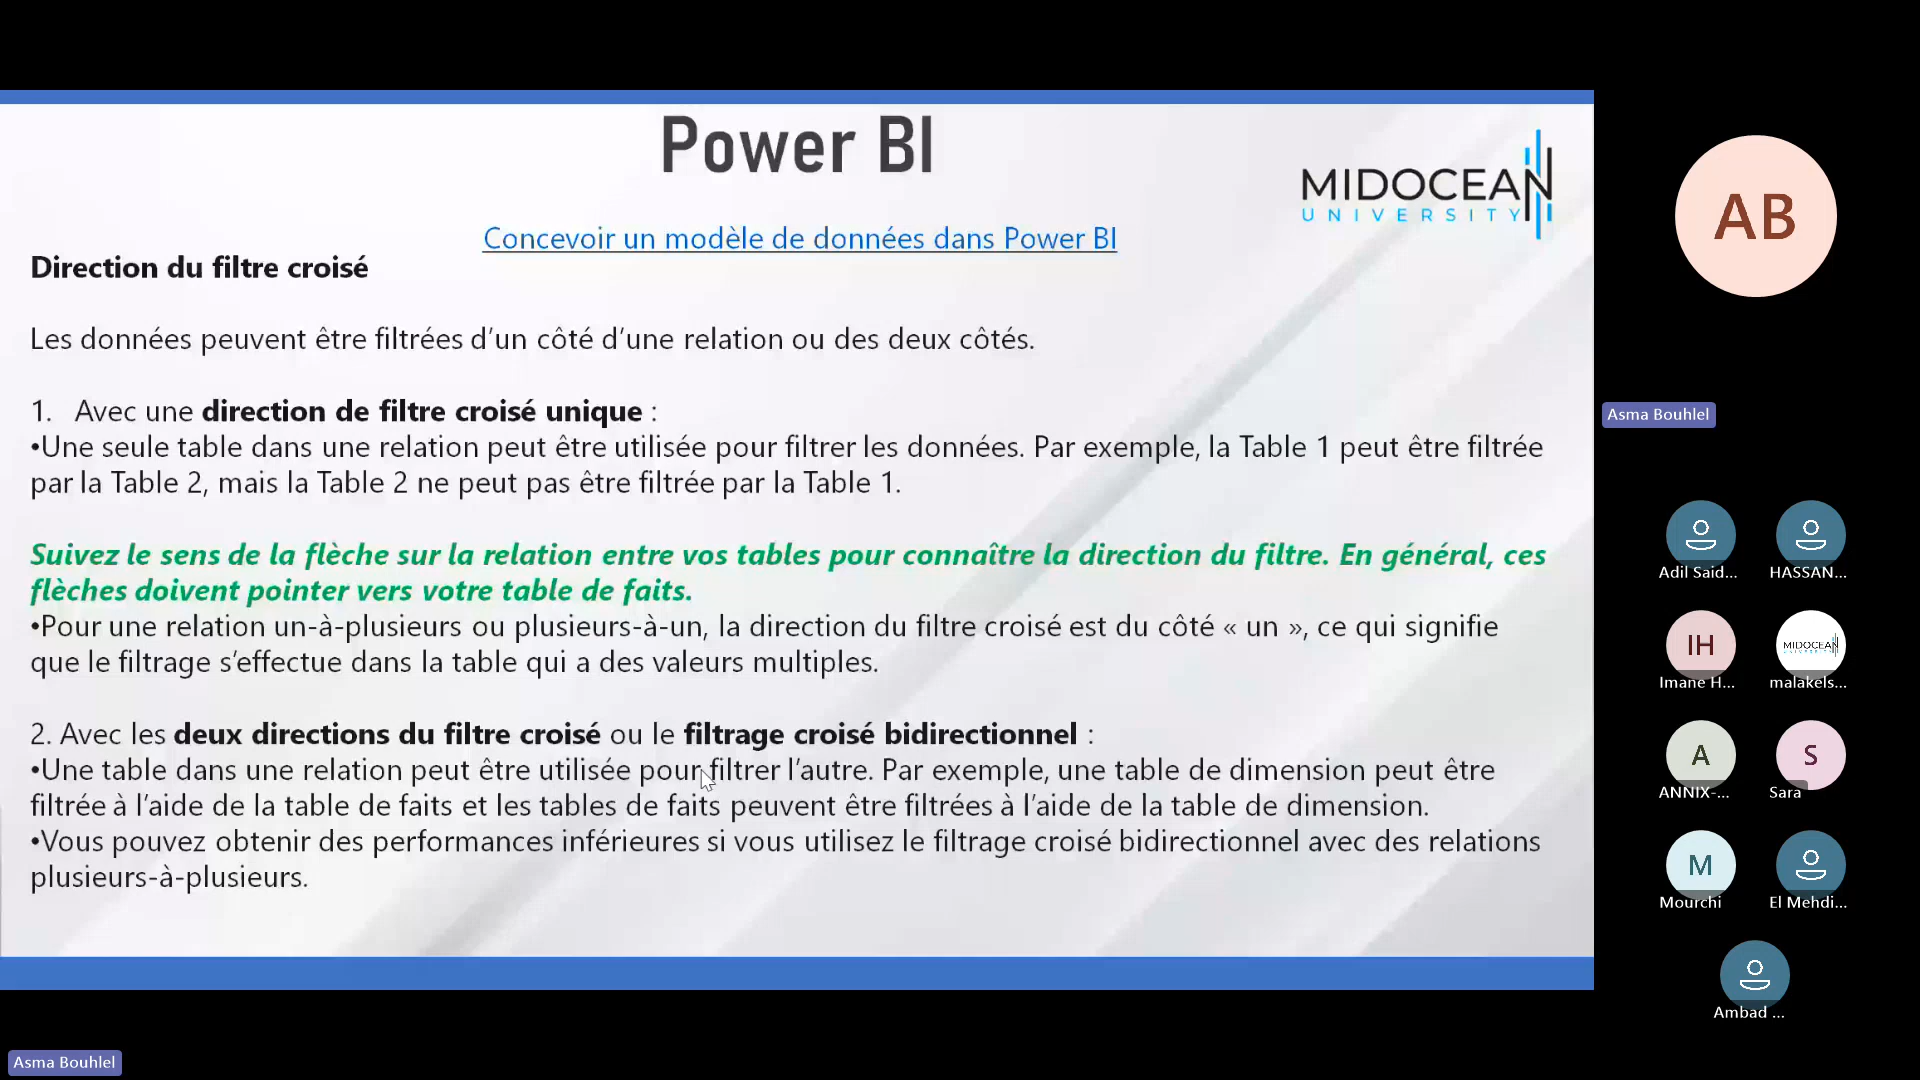 Power BI
MIDOCEAN
UNIVERSITY
Concevoir un modèle de données dans Power BI
Direction du filtre croisé
Les données peuvent être filtrées d’un côté d’une relation ou des deux côtés.
1. Avec une direction de filtre croisé unique :
•Une seule table dans une relation peut être utilisée pour filtrer les données. Par exemple, la Table 1 peut être filtrée
par la Table 2, mais la Table 2 ne peut pas être filtrée par la Table 1.
Suivez le sens de la flèche sur la relation entre vos tables pour connaître la direction du filtre. En général, ces
flèches doivent pointer vers votre table de faits.
•Pour une relation un-à-plusieurs ou plusieurs-à-un, la direction du filtre croisé est du côté « un », ce qui signifie
que le filtrage s’effectue dans la table qui a des valeurs multiples.
2. Avec les deux directions du filtre croisé ou le filtrage croisé bidirectionnel :
•Une table dans une relation peut être utilisée pour filtrer l’autre. Par exemple, une table de dimension peut être
filtrée à l’aide de la table de faits et les tables de faits peuvent être filtrées à l’aide de la table de dimension.
•Vous pouvez obtenir des performances inférieures si vous utilisez le filtrage croisé bidirectionnel avec des relations
plusieurs-à-plusieurs.
Asma Bouhlel
AB
Asma Bouhlel
Adil Said...
HASSAN...
IH
Imane H...
MIDOCEAN
malakels...
A
ANNIX-...
S
Sara
M
Mourchi
El Mehdi...
Ambad ...